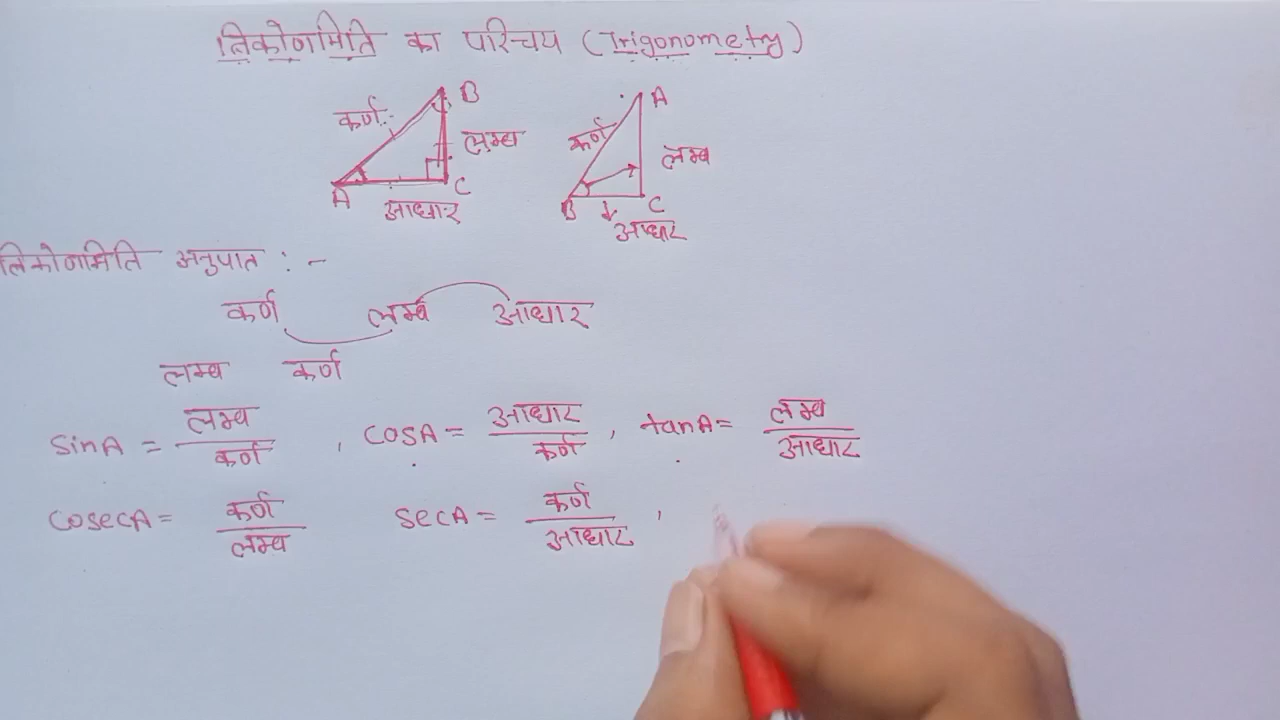 त्रिकोणमिति का परिचय (Trigonometry)
कर्ण B लम्ब A C आधार
A कर्ण लम्ब B C आधार
त्रिकोणमिति अनुपात : -
कर्ण लम्ब आधार
लम्ब कर्ण
sinA = लम्ब/कर्ण , cosA = आधार/कर्ण , tanA = लम्ब/आधार
cosecA = कर्ण/लम्ब secA = कर्ण/आधार ,